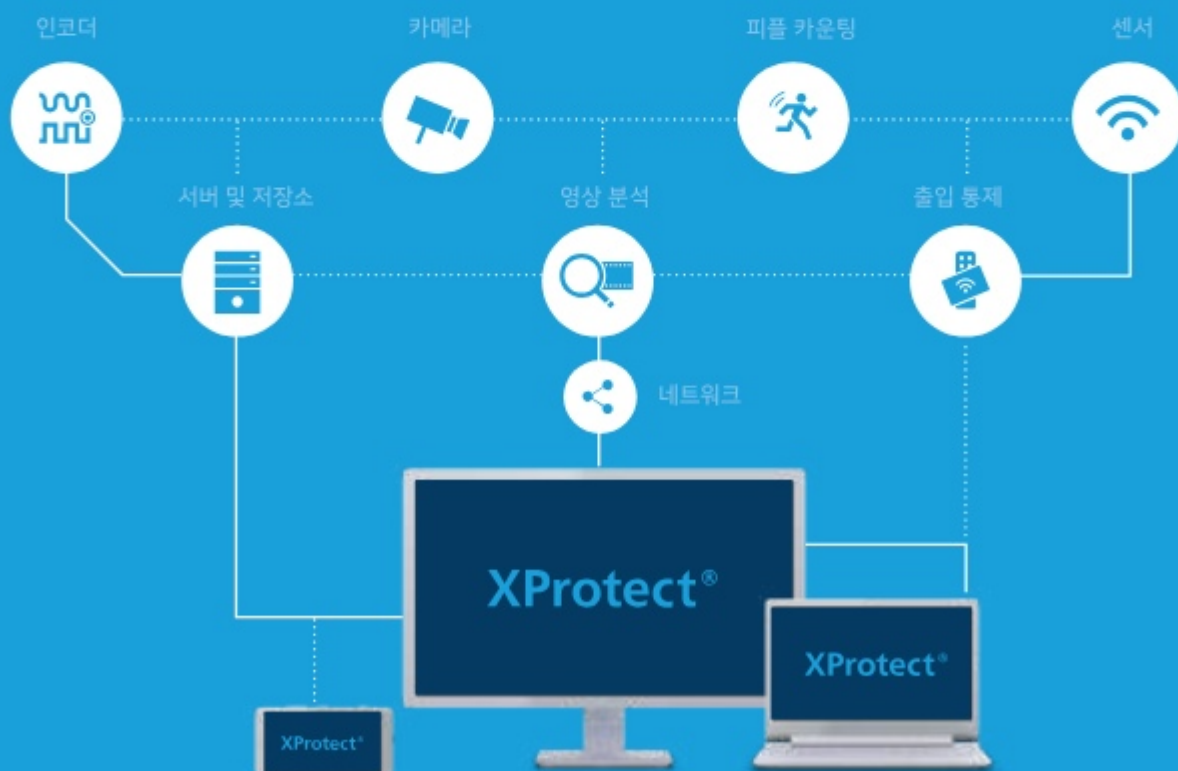 인코더
카메라
피플 카운팅
센서
서버 및 저장소
영상 분석
출입 통제
네트워크
XProtect®
XProtect®
XProtect®